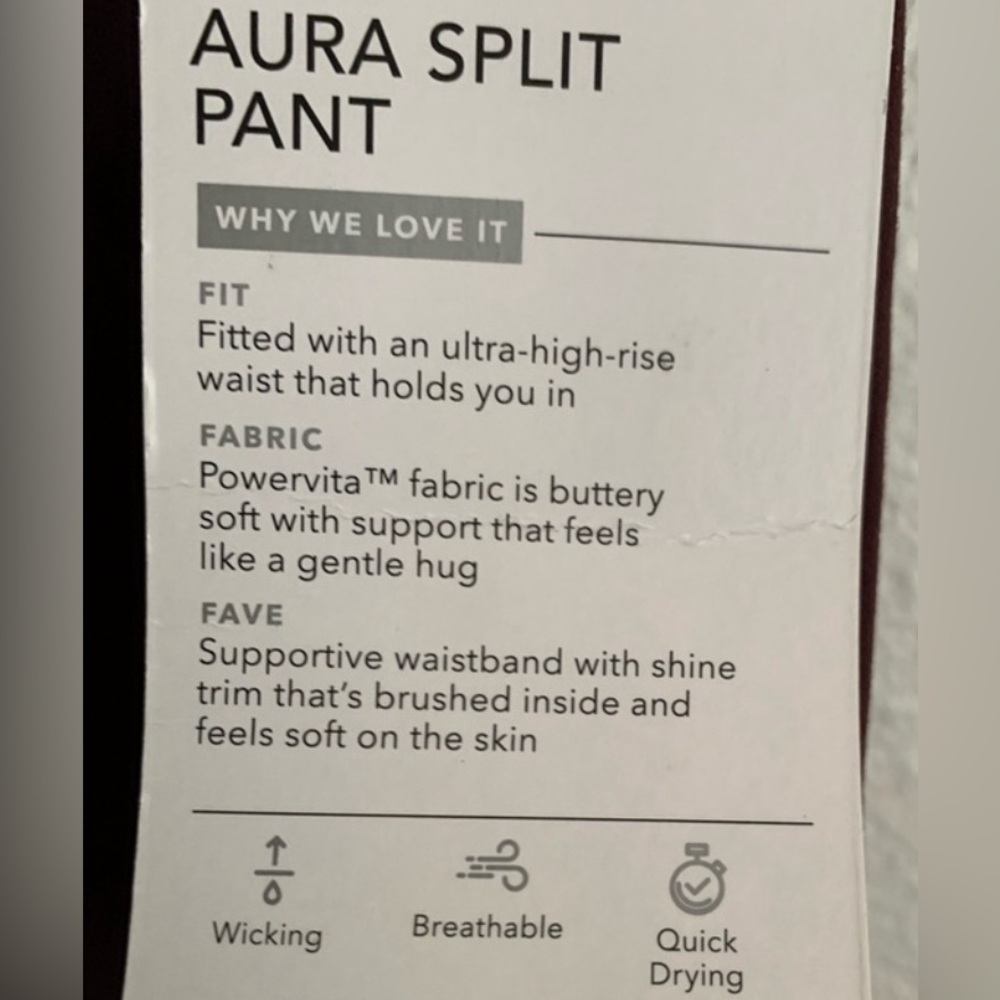 AURA SPLIT
PANT
WHY WE LOVE IT
FIT
Fitted with an ultra-high-rise
waist that holds you in
FABRIC
Powervita™ fabric is buttery
soft with support that feels
like a gentle hug
FAVE
Supportive waistband with shine
trim that's brushed inside and
feels soft on the skin
Wicking
Breathable
Quick
Drying